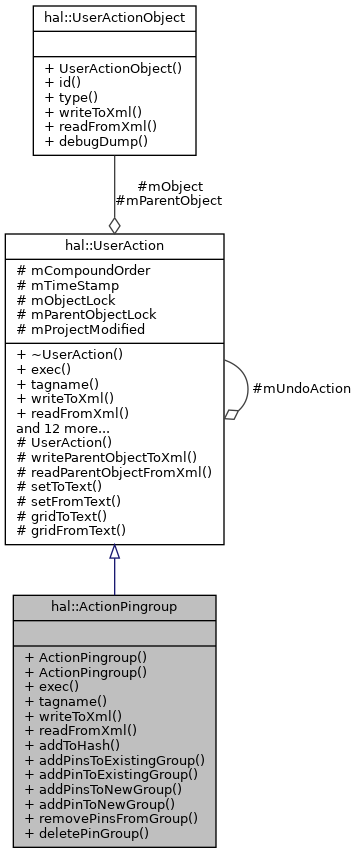 hal::UserActionObject
+ UserActionObject()
+ id()
+ type()
+ writeToXml()
+ readFromXml()
+ debugDump()
#mObject
#mParentObject
hal::UserAction
# mCompoundOrder
# mTimeStamp
# mObjectLock
# mParentObjectLock
# mProjectModified
+ ~UserAction()
+ exec()
+ tagname()
+ writeToXml()
+ readFromXml()
and 12 more...
# UserAction()
# writeParentObjectToXml()
# readParentObjectFromXml()
# setToText()
# setFromText()
# gridToText()
# gridFromText()
#mUndoAction
hal::ActionPingroup
+ ActionPingroup()
+ ActionPingroup()
+ exec()
+ tagname()
+ writeToXml()
+ readFromXml()
+ addToHash()
+ addPinsToExistingGroup()
+ addPinToExistingGroup()
+ addPinsToNewGroup()
+ addPinToNewGroup()
+ removePinsFromGroup()
+ deletePinGroup()